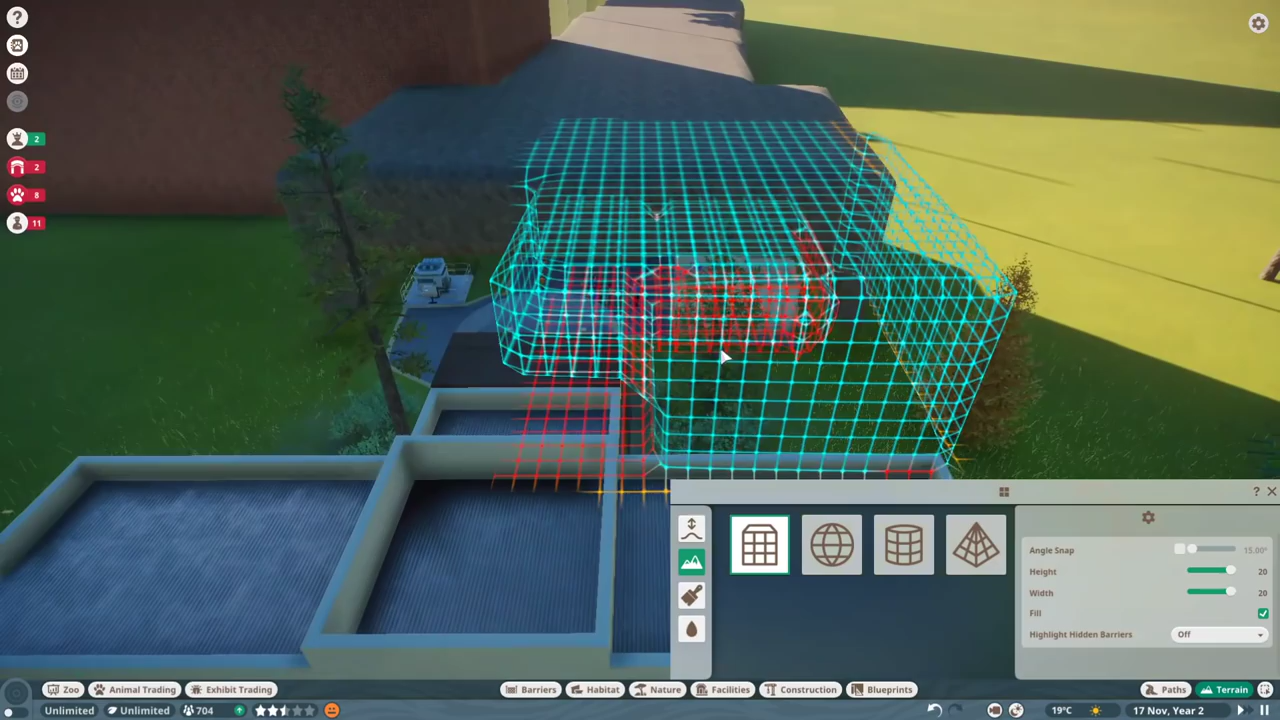 2
2
8
11
? ✕
Angle Snap 15.00°
Height 20
Width 20
Fill
Highlight Hidden Barriers Off
Zoo Animal Trading Exhibit Trading Barriers Habitat Nature Facilities Construction Blueprints Paths Terrain
Unlimited Unlimited 704 19°C 17 Nov, Year 2